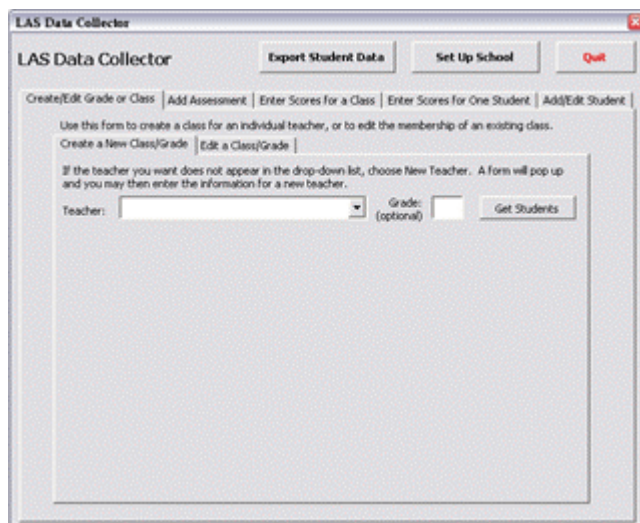 LAS Data Collector
LAS Data Collector
Export Student Data
Set Up School
Quit
Create/Edit Grade or Class
Add Assessment
Enter Scores for a Class
Enter Scores for One Student
Add/Edit Student
Use this form to create a class for an individual teacher, or to edit the membership of an existing class.
Create a New Class/Grade
Edit a Class/Grade
If the teacher you want does not appear in the drop-down list, choose New Teacher. A form will pop up
and you may then enter the information for a new teacher.
Teacher:
Grade:
(optional)
Get Students